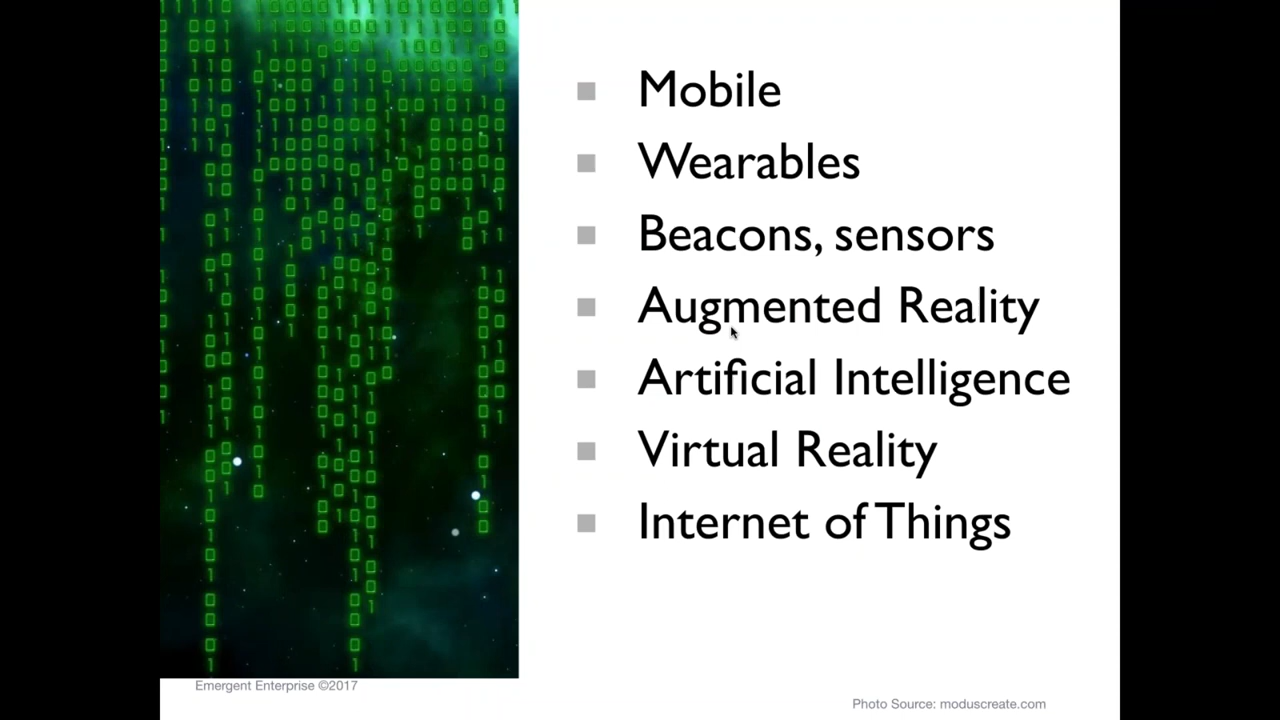 Mobile
Wearables
Beacons, sensors
Augmented Reality
Artificial Intelligence
Virtual Reality
Internet of Things
Emergent Enterprise ©2017
Photo Source: moduscreate.com